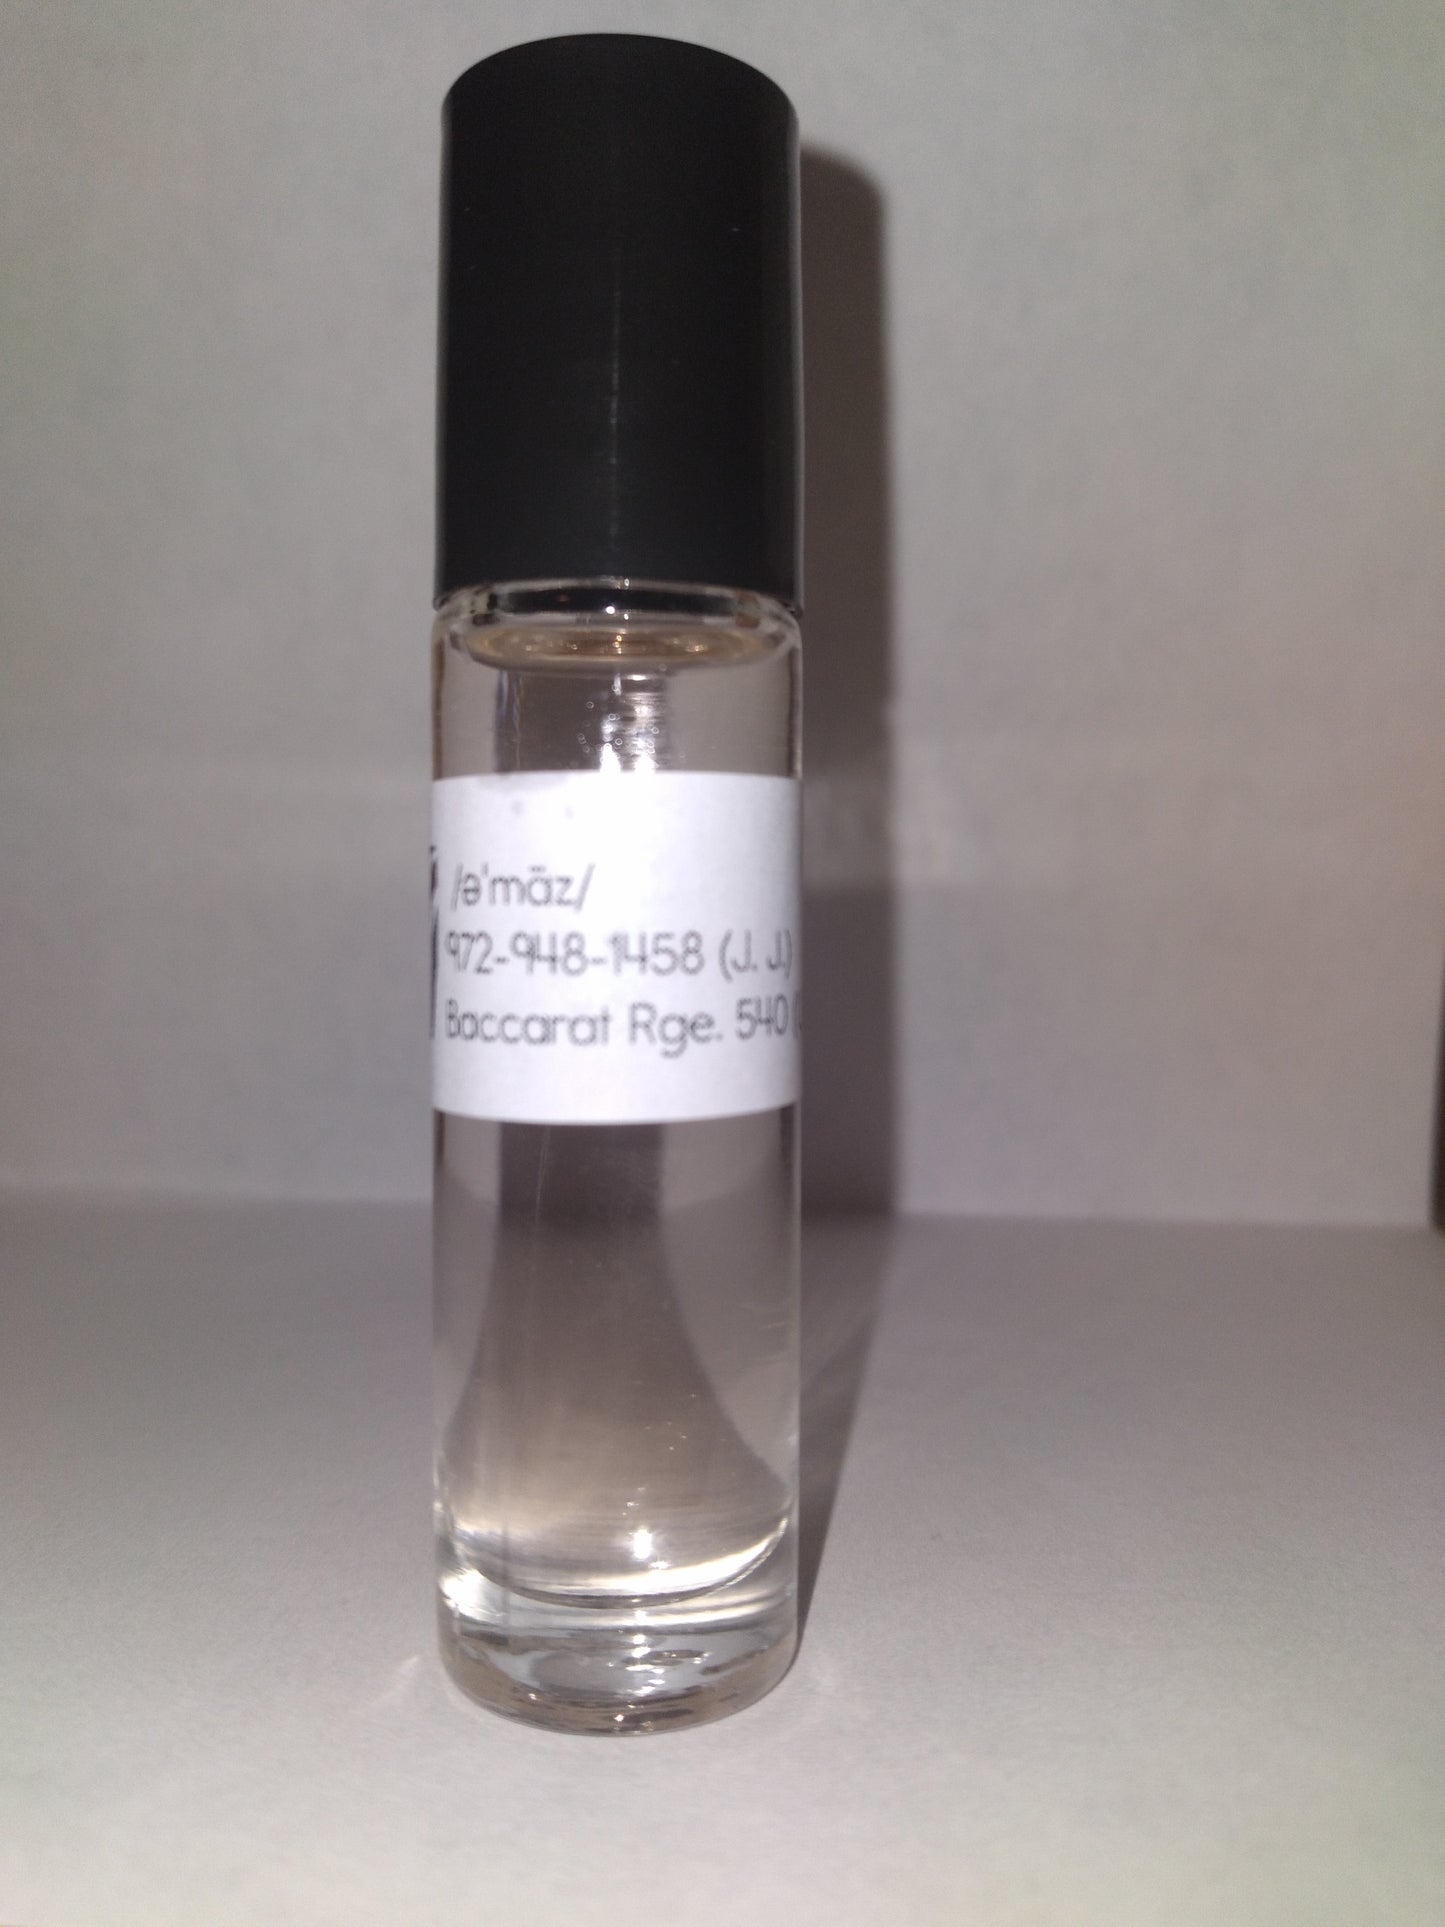 /ə'mäz/
972-948-1458 (J. J.)
Baccarat Rge. 540